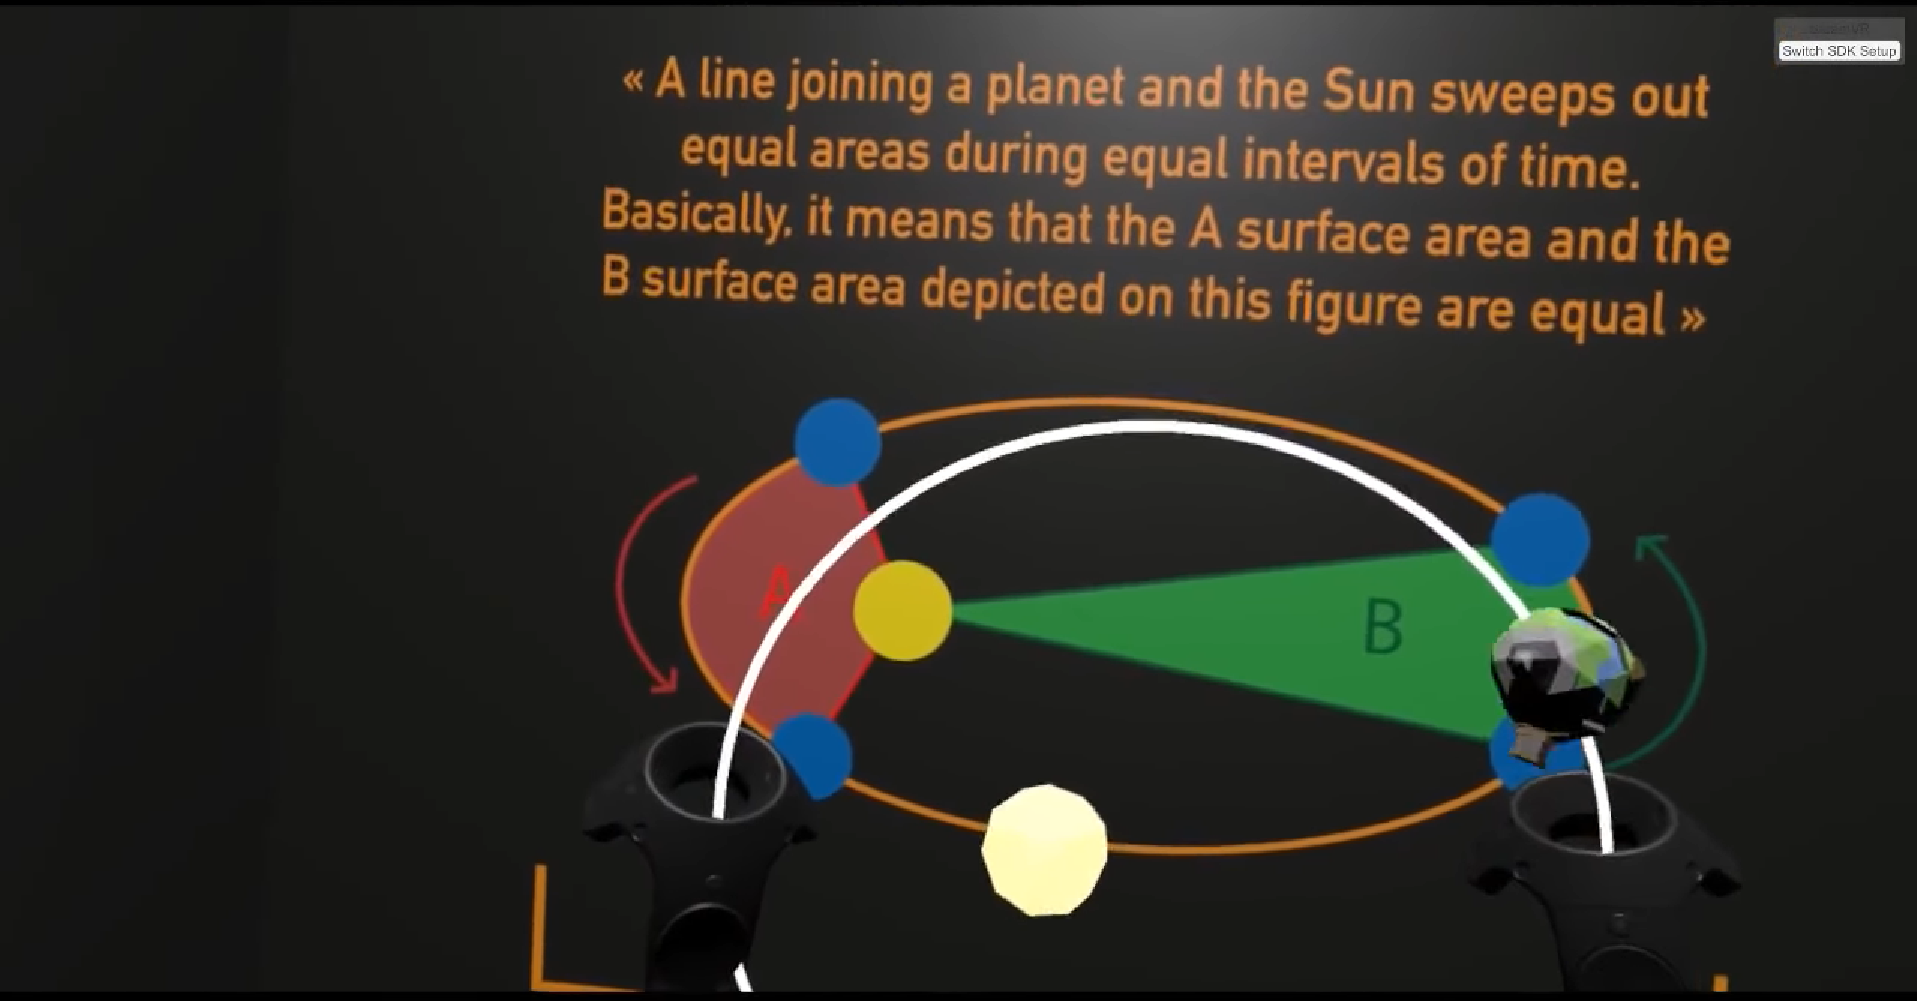 Switch SDK Setup
« A line joining a planet and the Sun sweeps out
equal areas during equal intervals of time.
Basically, it means that the A surface area and the
B surface area depicted on this figure are equal »
A
B